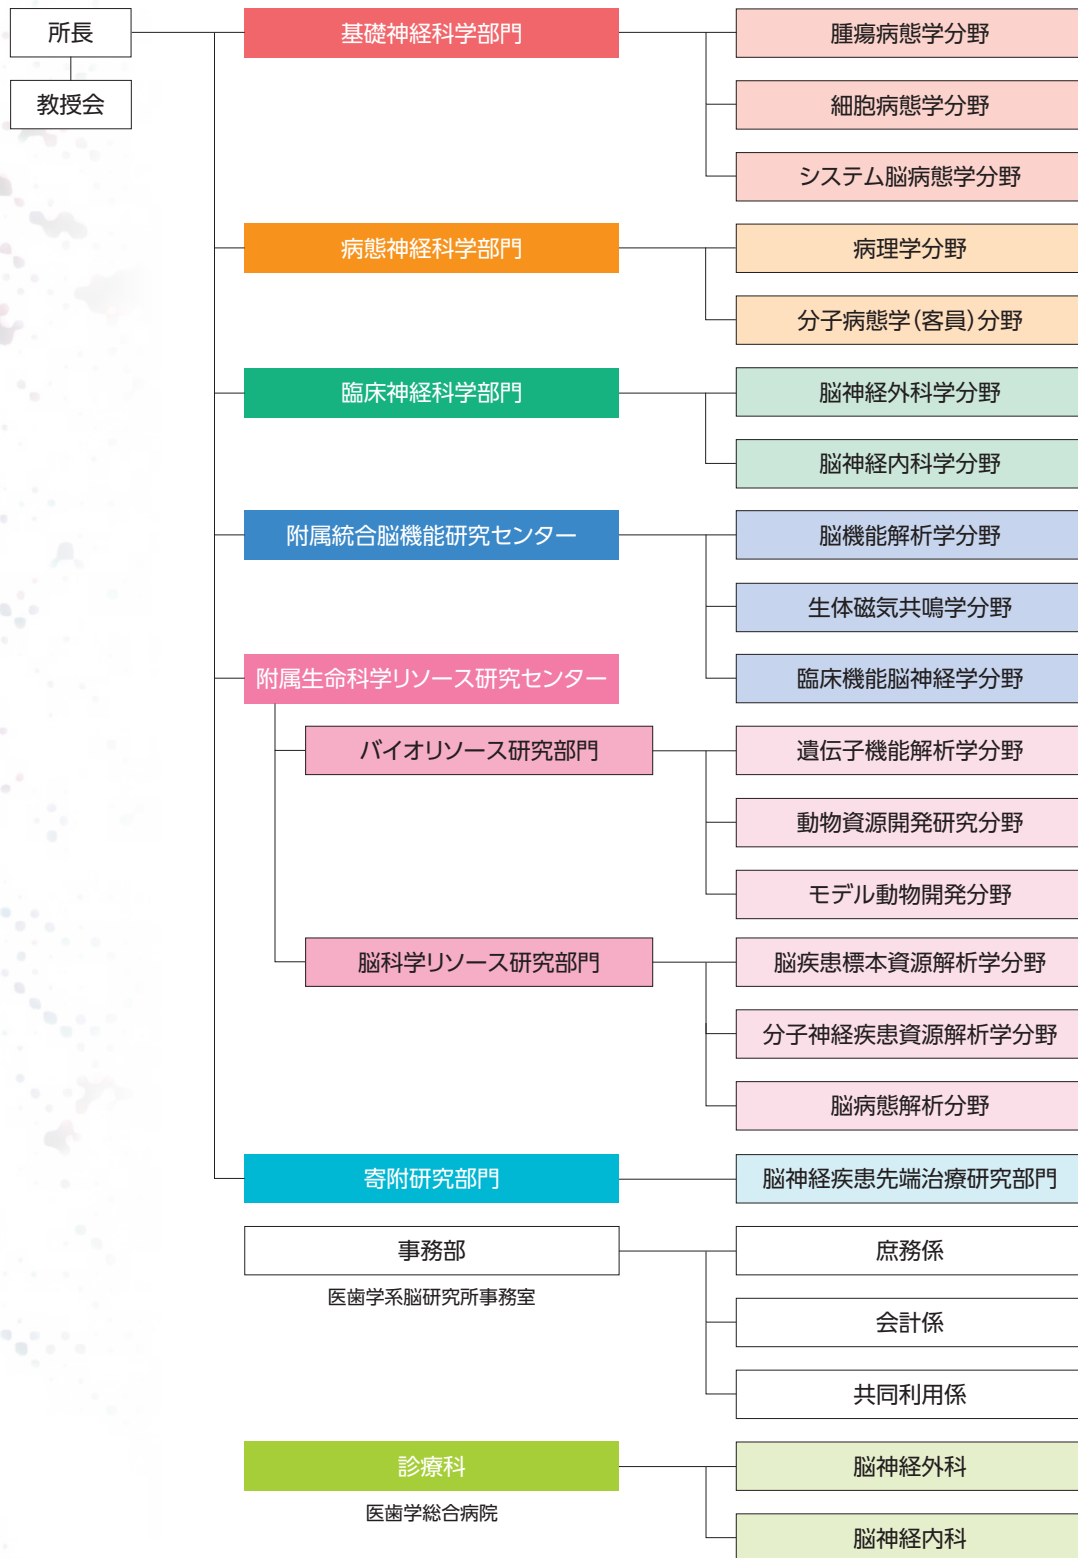 所長
教授会
基礎神経科学部門
腫瘍病態学分野
細胞病態学分野
システム脳病態学分野
病態神経科学部門
病理学分野
分子病態学(客員)分野
臨床神経科学部門
脳神経外科学分野
脳神経内科学分野
附属統合脳機能研究センター
脳機能解析学分野
生体磁気共鳴学分野
臨床機能脳神経学分野
附属生命科学リソース研究センター
バイオリソース研究部門
遺伝子機能解析学分野
動物資源開発研究分野
モデル動物開発分野
脳科学リソース研究部門
脳疾患標本資源解析学分野
分子神経疾患資源解析学分野
脳病態解析分野
寄附研究部門
脳神経疾患先端治療研究部門
事務部
医歯学系脳研究所事務室
庶務係
会計係
共同利用係
診療科
医歯学総合病院
脳神経外科
脳神経内科